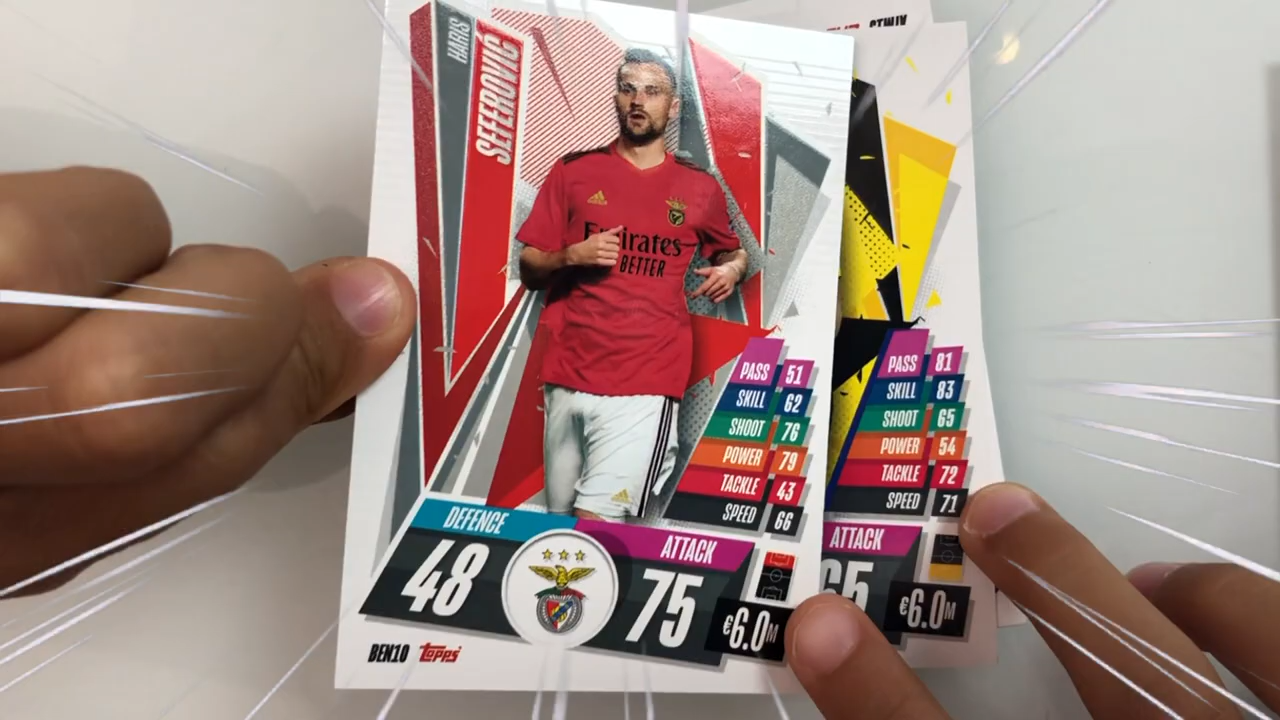 HARIS
SEFEROVIĆ
Emirates
FLY BETTER
PASS 51
SKILL 62
SHOOT 76
POWER 79
TACKLE 43
SPEED 66
DEFENCE
48
ATTACK
75
€6.0M
BEN10 Topps
PASS 81
SKILL 83
SHOOT 65
POWER 54
TACKLE 72
SPEED 71
ATTACK
65
€6.0M